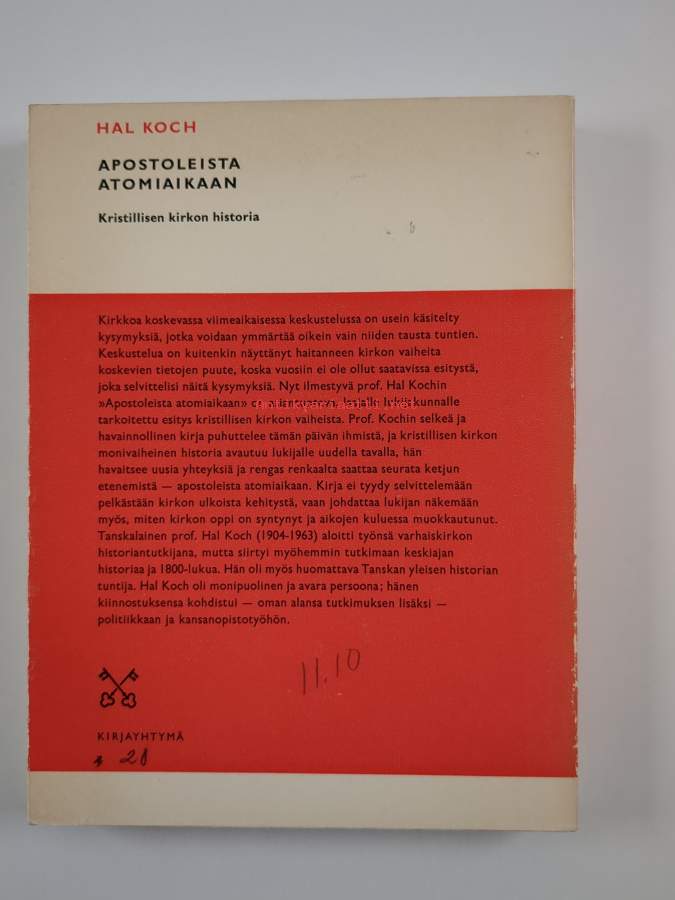 HAL KOCH
APOSTOLEISTA
ATOMIAIKAAN
Kristillisen kirkon historia
Kirkkoa koskevassa viimeaikaisessa keskustelussa on usein käsitelty
kysymyksiä, jotka voidaan ymmärtää oikein vain niiden tausta tuntien.
Keskustelua on kuitenkin näyttänyt haitanneen kirkon vaiheita
koskevien tietojen puute, koska vuosiin ei ole ollut saatavissa esitystä,
joka selvittelisi näitä kysymyksiä. Nyt ilmestyvä prof. Hal Kochin
»Apostoleista atomiaikaan» on lukijakunnalle
tarkoitettu esitys kristillisen kirkon vaiheista. Prof. Kochin selkeä ja
havainnollinen kirja puhuttelee tämän päivän ihmistä, ja kristillisen kirkon
monivaiheinen historia avautuu lukijalle uudella tavalla, hän
havaitsee uusia yhteyksiä ja rengas renkaalta saattaa seurata ketjun
etenemistä — apostoleista atomiaikaan. Kirja ei tyydy selvittelemään
pelkästään kirkon ulkoista kehitystä, vaan johdattaa lukijan näkemään
myös, miten kirkon oppi on syntynyt ja aikojen kuluessa muokkautunut.
Tanskalainen prof. Hal Koch (1904-1963) aloitti työnsä varhaiskirkon
historiantutkijana, mutta siirtyi myöhemmin tutkimaan keskiajan
historiaa ja 1800-lukua. Hän oli myös huomattava Tanskan yleisen historian
tuntija. Hal Koch oli monipuolinen ja avara persoona; hänen
kiinnostuksensa kohdistui — oman alansa tutkimuksen lisäksi —
politiikkaan ja kansanopistotyöhön.
11.10
KIRJAYHTYMÄ
28